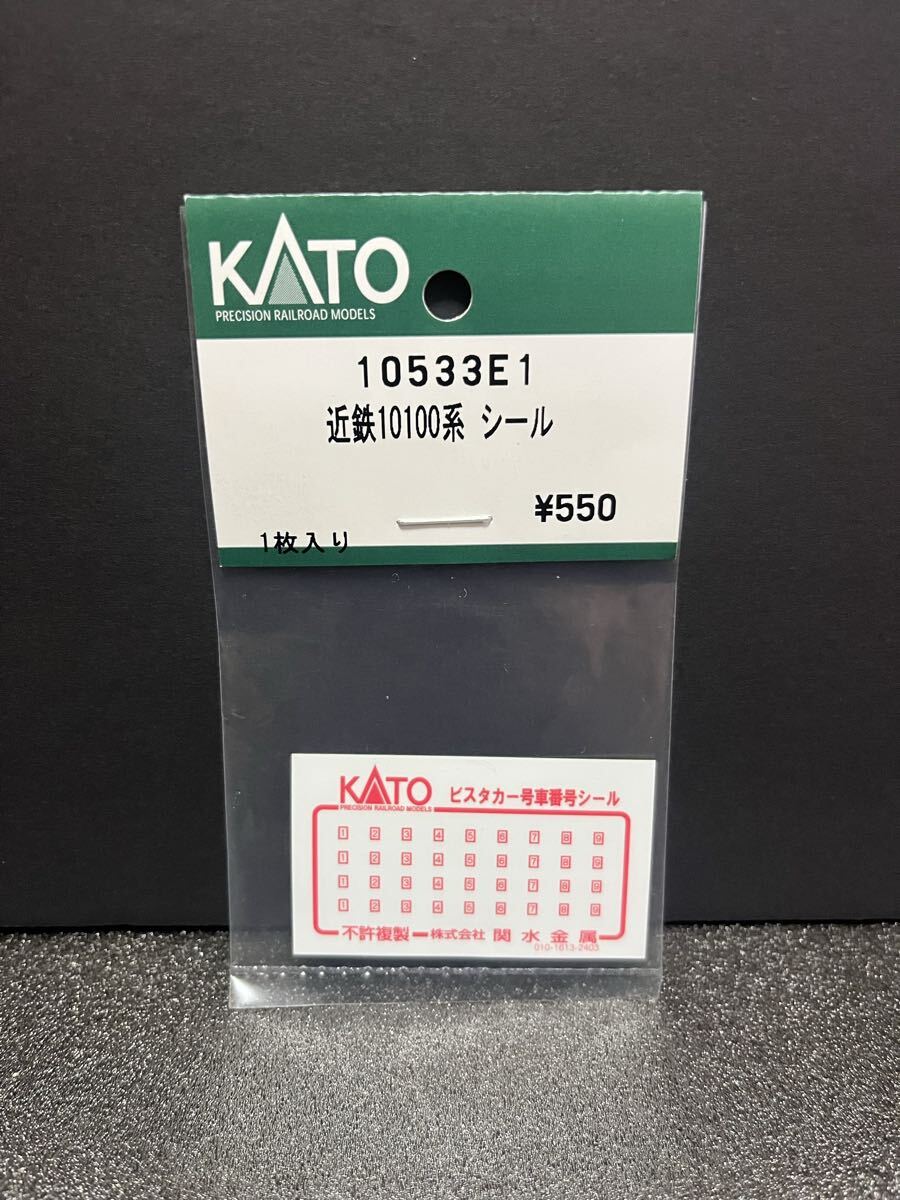 KATO
PRECISION RAILROAD MODELS
10533E1
近鉄10100系 シール
¥550
1枚入り
KATO ビスタカー号車番号シール
PRECISION RAILROAD MODELS
1 2 3 4 5 6 7 8 9
1 2 3 4 5 6 7 8 9
1 2 3 4 5 6 7 8 9
1 2 3 4 5 6 7 8 9
不許複製 株式会社 関水金属
010-1613-2403